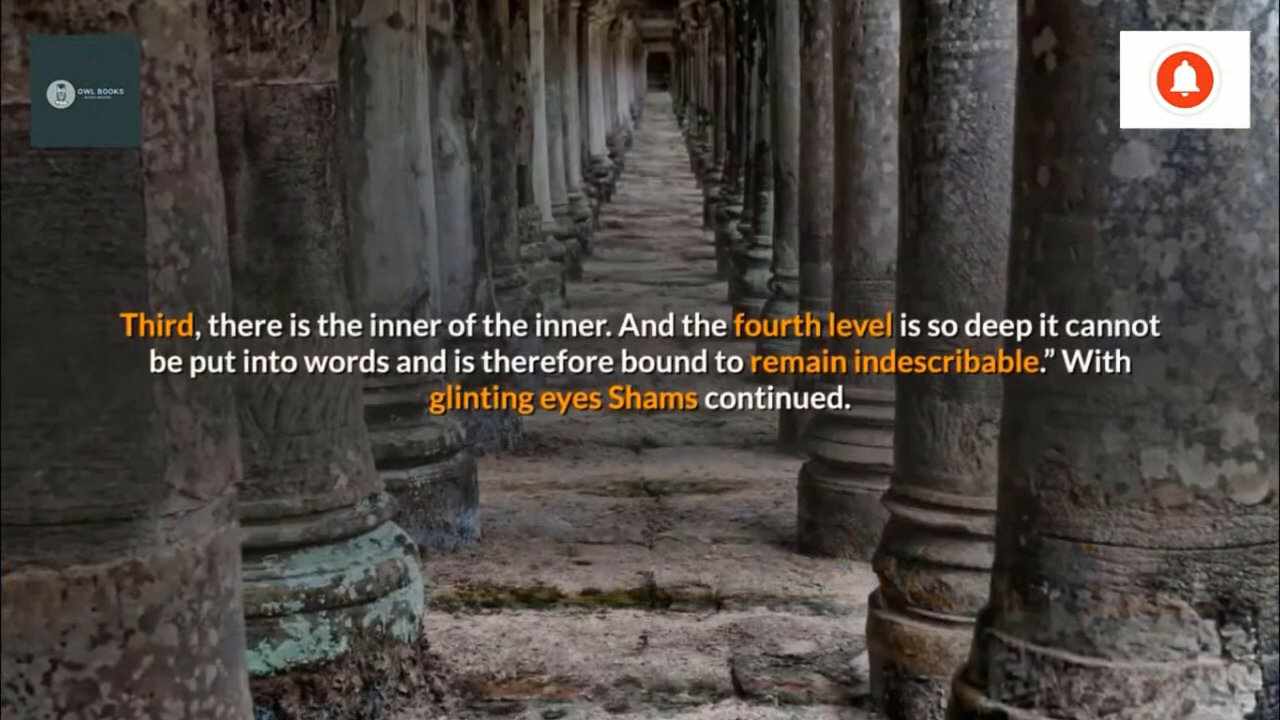 OWL BOOKS
Third, there is the inner of the inner. And the fourth level is so deep it cannot
be put into words and is therefore bound to remain indescribable.” With
glinting eyes Shams continued.